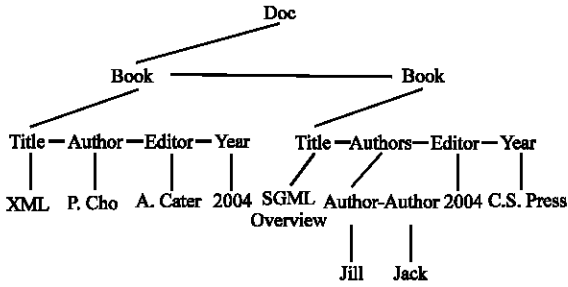 Doc
Book Book
Title Author Editor Year Title Authors Editor Year
XML P. Cho A. Cater 2004 SGML Overview Author-Author 2004 C.S. Press
Jill Jack